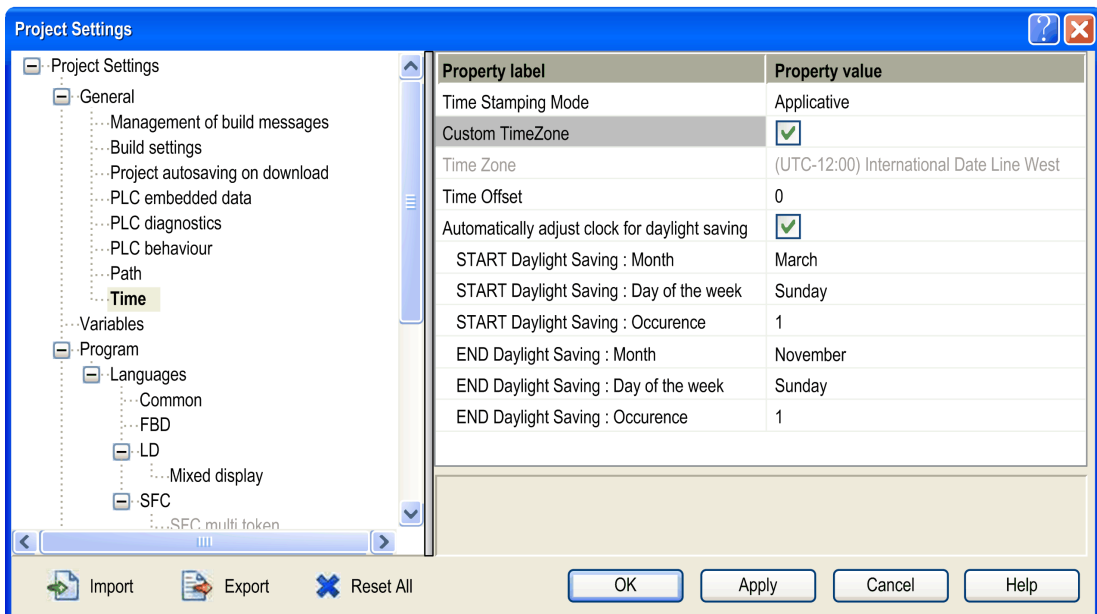 Project Settings
Project Settings
General
Management of build messages
Build settings
Project autosaving on download
PLC embedded data
PLC diagnostics
PLC behaviour
Path
Time
Variables
Program
Languages
Common
FBD
LD
Mixed display
SFC
SFC multi token
Property label Property value
Time Stamping Mode Applicative
Custom TimeZone
Time Zone (UTC-12:00) International Date Line West
Time Offset 0
Automatically adjust clock for daylight saving
START Daylight Saving : Month March
START Daylight Saving : Day of the week Sunday
START Daylight Saving : Occurence 1
END Daylight Saving : Month November
END Daylight Saving : Day of the week Sunday
END Daylight Saving : Occurence 1
Import Export Reset All OK Apply Cancel Help